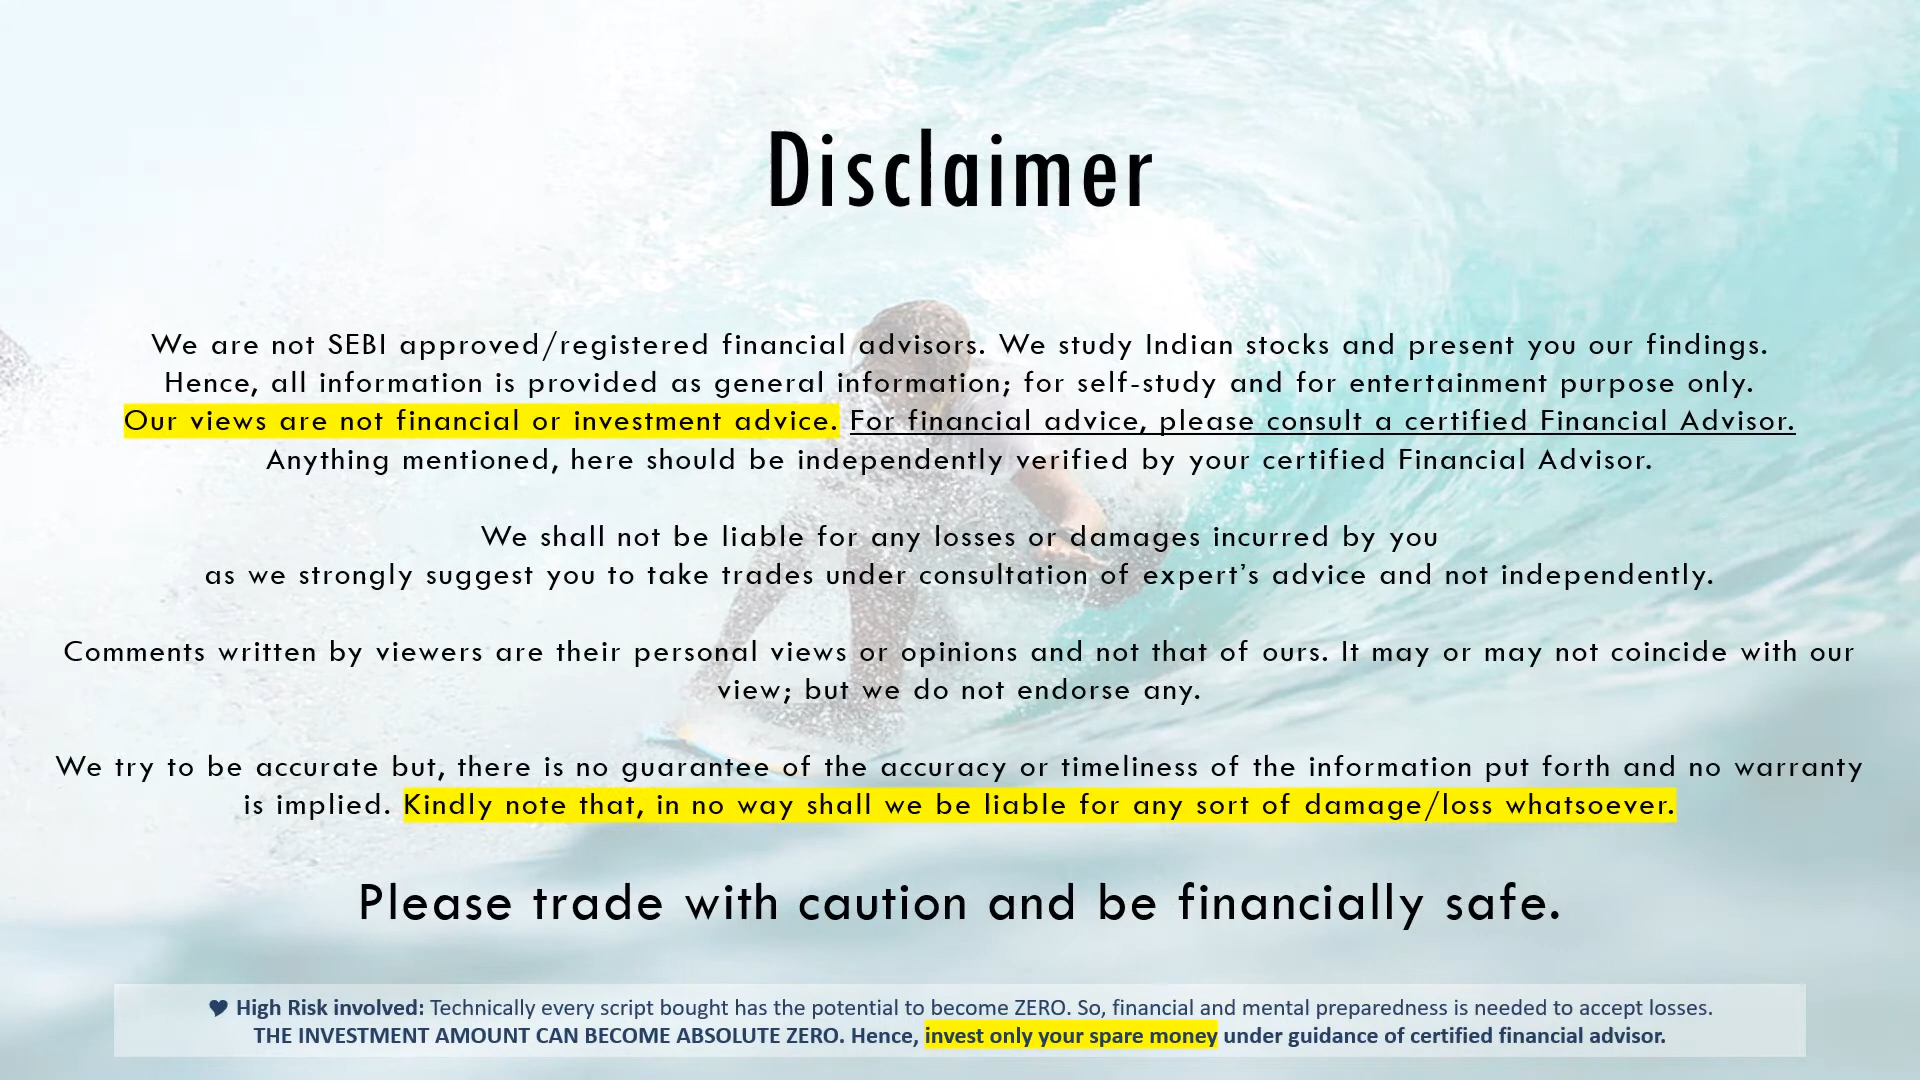 Disclaimer
We are not SEBI approved/registered financial advisors. We study Indian stocks and present you our findings.
Hence, all information is provided as general information; for self-study and for entertainment purpose only.
Our views are not financial or investment advice. For financial advice, please consult a certified Financial Advisor.
Anything mentioned, here should be independently verified by your certified Financial Advisor.
We shall not be liable for any losses or damages incurred by you
as we strongly suggest you to take trades under consultation of expert's advice and not independently.
Comments written by viewers are their personal views or opinions and not that of ours. It may or may not coincide with our
view; but we do not endorse any.
We try to be accurate but, there is no guarantee of the accuracy or timeliness of the information put forth and no warranty
is implied. Kindly note that, in no way shall we be liable for any sort of damage/loss whatsoever.
Please trade with caution and be financially safe.
♥ High Risk involved: Technically every script bought has the potential to become ZERO. So, financial and mental preparedness is needed to accept losses.
THE INVESTMENT AMOUNT CAN BECOME ABSOLUTE ZERO. Hence, invest only your spare money under guidance of certified financial advisor.